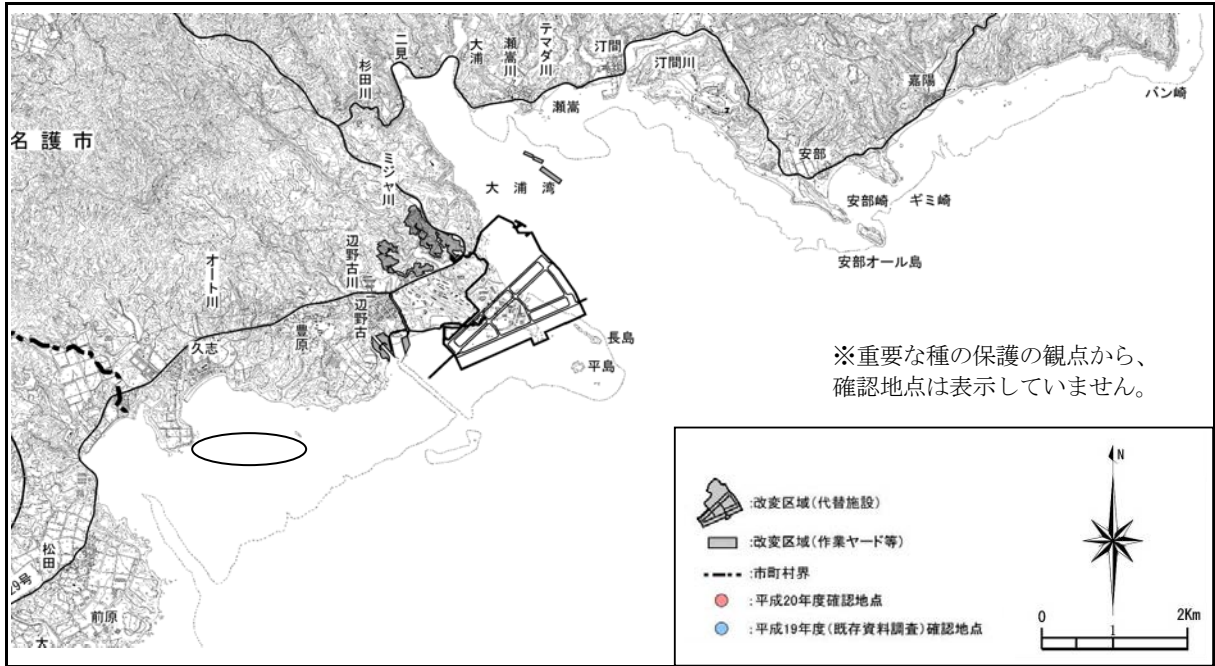 名護市
二見
杉田川
大浦
瀬嵩川
テマダ川
汀間
汀間川
瀬嵩
嘉陽
バン崎
安部
安部崎
ギミ崎
安部オール島
大浦湾
ミジャ川
辺野古川
辺野古
オート川
久志
豊原
長島
平島
松田
前原
29号
大
※重要な種の保護の観点から、
確認地点は表示していません。
:改変区域(代替施設)
:改変区域(作業ヤード等)
:市町村界
:平成20年度確認地点
:平成19年度(既存資料調査)確認地点
N
0 1 2Km